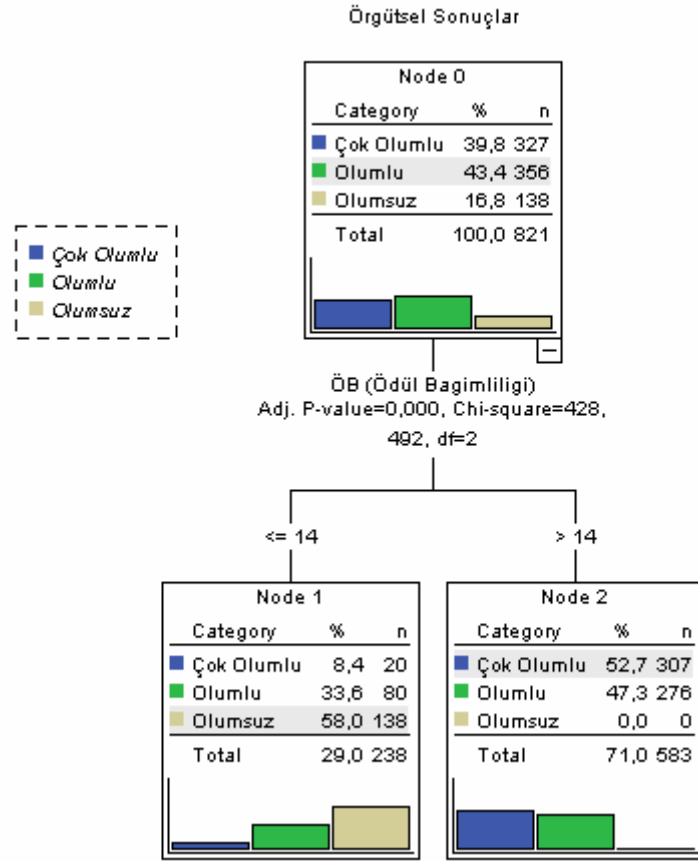 Örgütsel Sonuçlar
Node 0
Category % n
Çok Olumlu 39,8 327
Olumlu 43,4 356
Olumsuz 16,8 138
Total 100,0 821
Çok Olumlu
Olumlu
Olumsuz
ÖB (Ödül Bagimliligi)
Adj. P-value=0,000, Chi-square=428,
492, df=2
<= 14
> 14
Node 1
Category % n
Çok Olumlu 8,4 20
Olumlu 33,6 80
Olumsuz 58,0 138
Total 29,0 238
Node 2
Category % n
Çok Olumlu 52,7 307
Olumlu 47,3 276
Olumsuz 0,0 0
Total 71,0 583